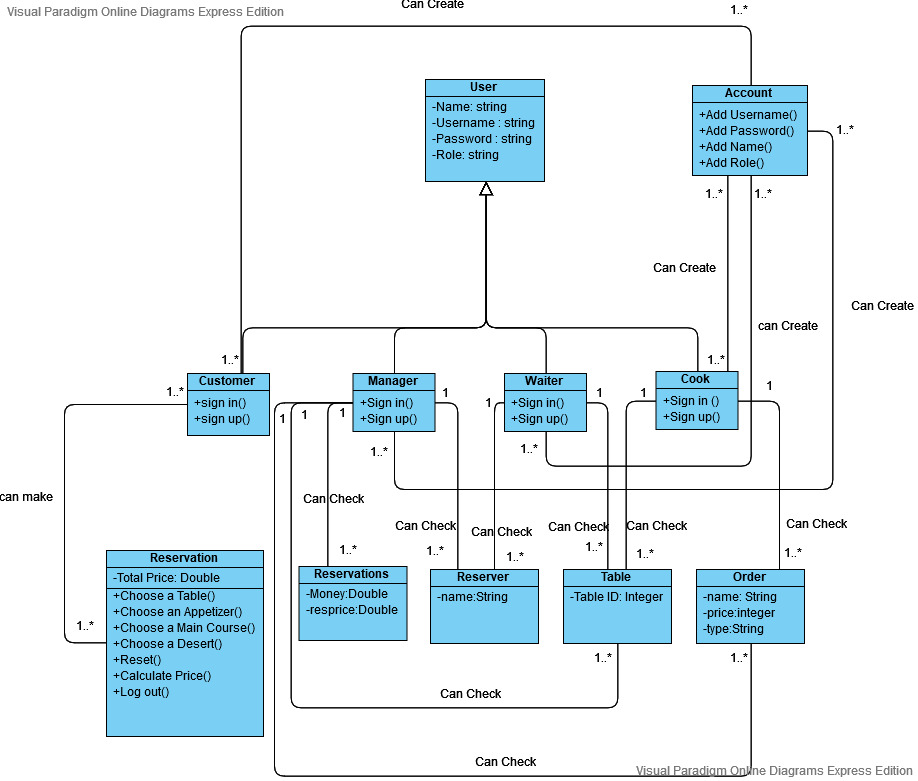 Can Create
Visual Paradigm Online Diagrams Express Edition
1..*
User
-Name: string
-Username : string
-Password : string
-Role: string
Account
+Add Username()
+Add Password()
+Add Name()
+Add Role()
1..*
1..*
1..*
Can Create
Can Create
can Create
1..*
1..*
1..*
Customer
+sign in()
+sign up()
Manager
+Sign in()
+Sign up()
Waiter
+Sign in()
+Sign up()
Cook
+Sign in ()
+Sign up()
1
1
1
1
1
1
1
1
1..*
1..*
can make
Can Check
Can Check
Can Check
Can Check
Can Check
Can Check
1..*
1..*
1..*
1..*
1..*
1..*
Reservation
-Total Price: Double
+Choose a Table()
+Choose an Appetizer()
+Choose a Main Course()
+Choose a Desert()
+Reset()
+Calculate Price()
+Log out()
Reservations
-Money:Double
-resprice:Double
Reserver
-name:String
Table
-Table ID: Integer
Order
-name: String
-price:integer
-type:String
1..*
1..*
1..*
Can Check
Can Check
Visual Paradigm Online Diagrams Express Edition